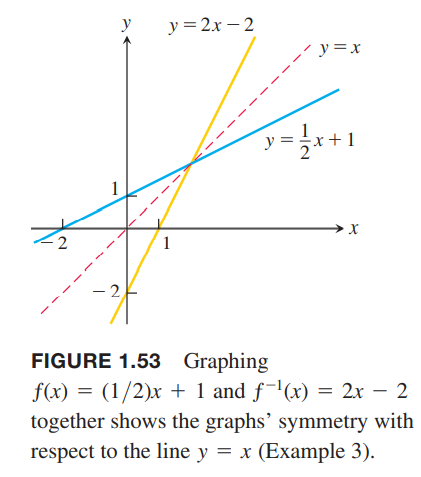 y
y = 2x – 2
y = x
y = 1/2 x + 1
1
x
– 2
1
– 2
FIGURE 1.53 Graphing
f(x) = (1/2)x + 1 and f⁻¹(x) = 2x – 2
together shows the graphs’ symmetry with
respect to the line y = x (Example 3).